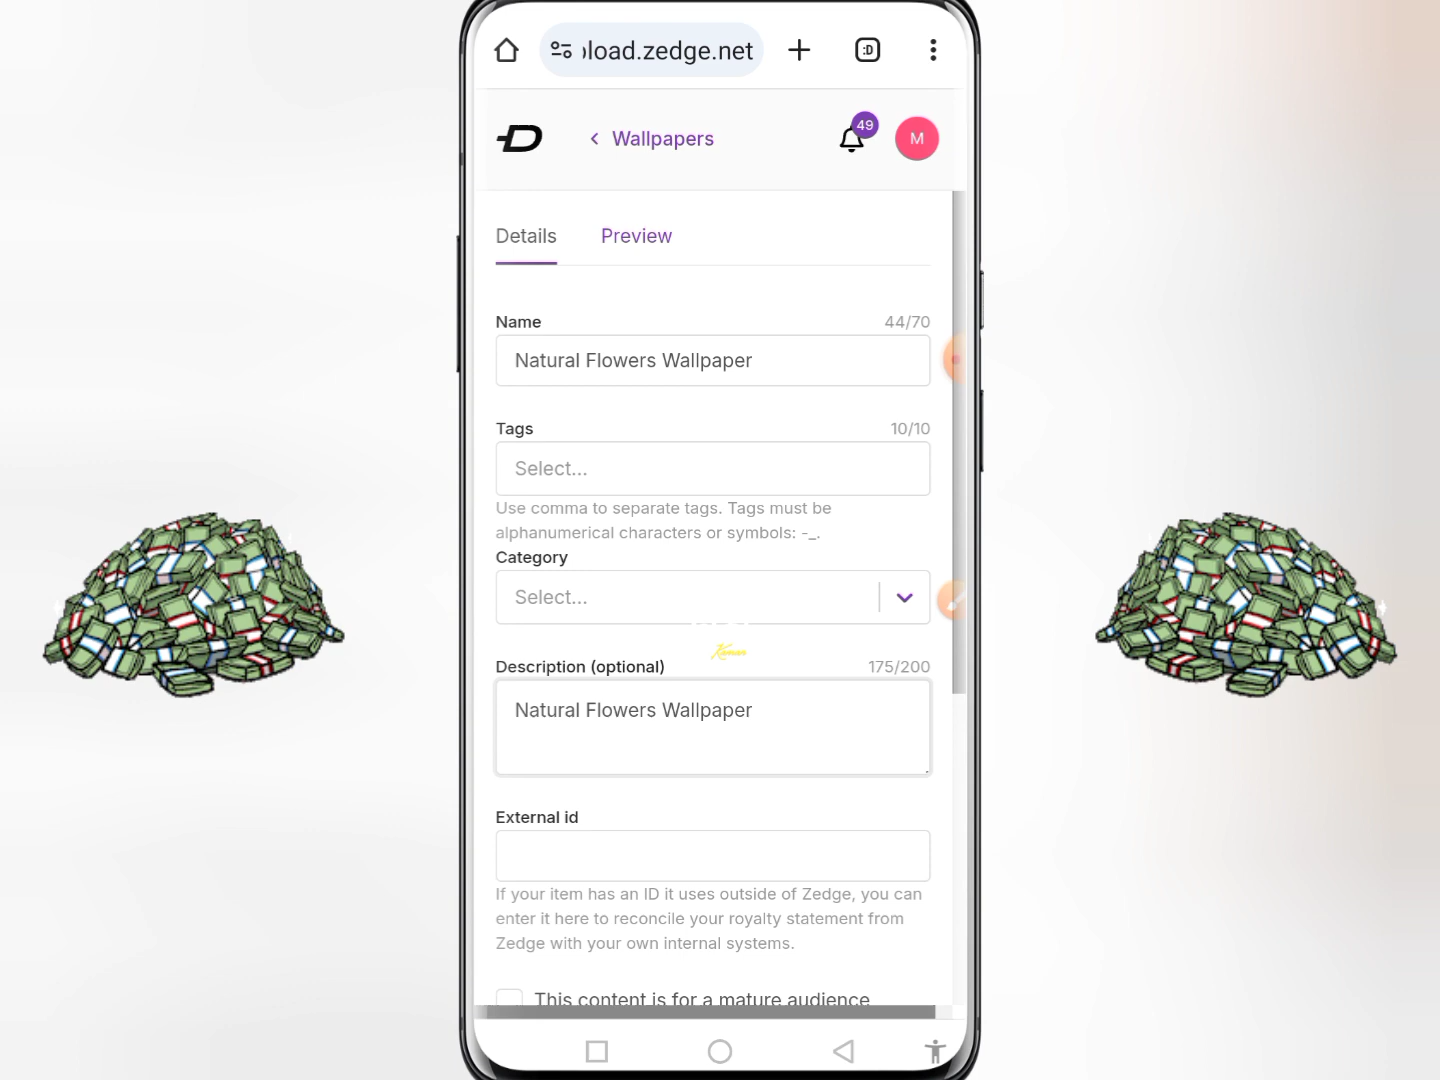 load.zedge.net
:D
Wallpapers
49
M
Details
Preview
Name
44/70
Natural Flowers Wallpaper
Tags
10/10
Select...
Use comma to separate tags. Tags must be
alphanumerical characters or symbols: -_.
Category
Select...
Description (optional)
175/200
Natural Flowers Wallpaper
External id
If your item has an ID it uses outside of Zedge, you can
enter it here to reconcile your royalty statement from
Zedge with your own internal systems.
This content is for a mature audience